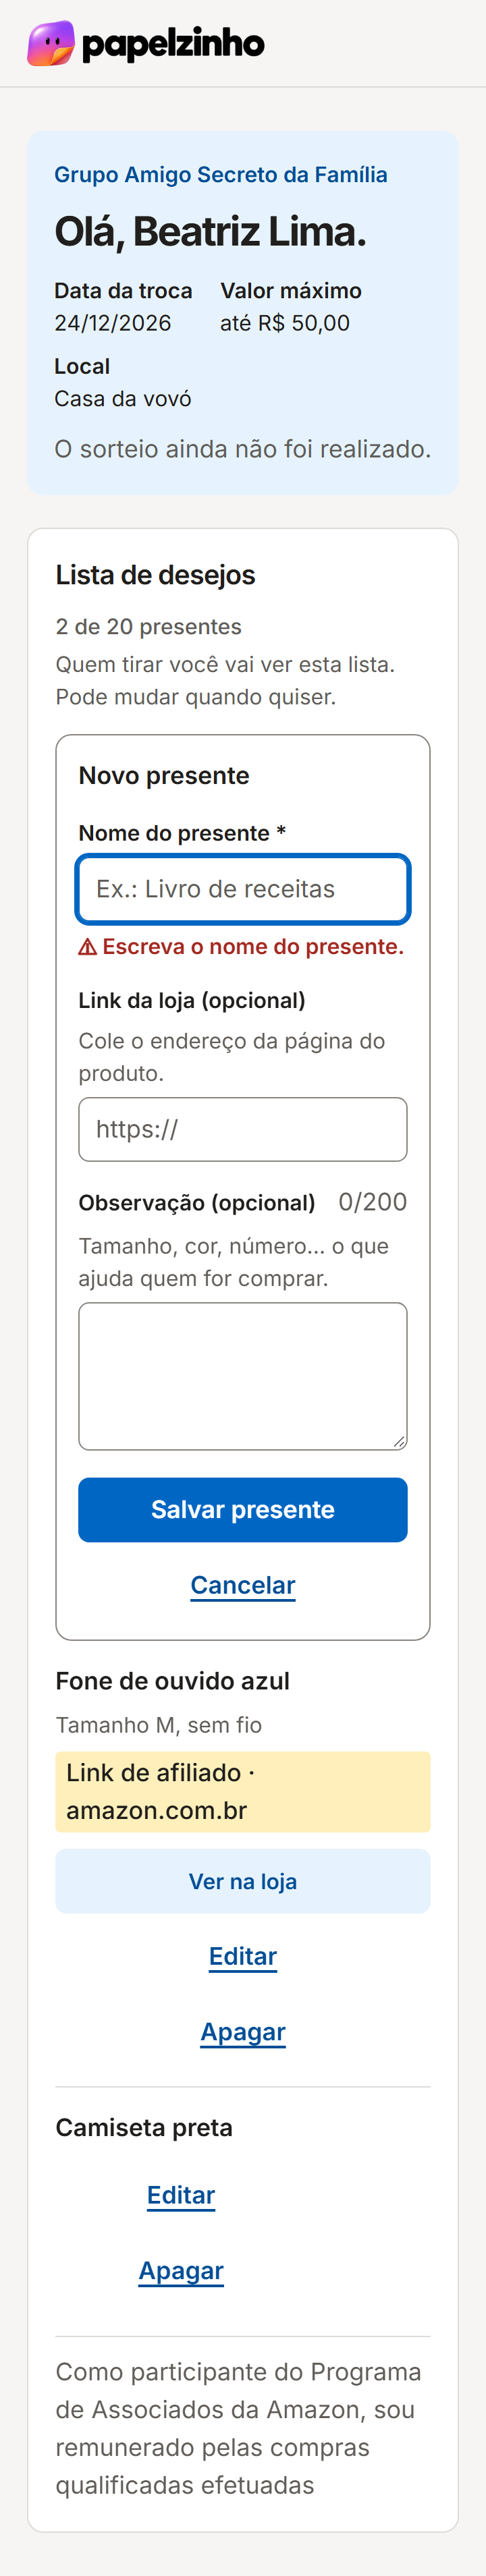 papelzinho
Grupo Amigo Secreto da Família
Olá, Beatriz Lima.
Data da troca
24/12/2026
Valor máximo
até R$ 50,00
Local
Casa da vovó
O sorteio ainda não foi realizado.
Lista de desejos
2 de 20 presentes
Quem tirar você vai ver esta lista.
Pode mudar quando quiser.
Novo presente
Nome do presente *
Ex.: Livro de receitas
⚠ Escreva o nome do presente.
Link da loja (opcional)
Cole o endereço da página do
produto.
https://
Observação (opcional) 0/200
Tamanho, cor, número... o que
ajuda quem for comprar.
Salvar presente
Cancelar
Fone de ouvido azul
Tamanho M, sem fio
Link de afiliado ·
amazon.com.br
Ver na loja
Editar
Apagar
Camiseta preta
Editar
Apagar
Como participante do Programa
de Associados da Amazon, sou
remunerado pelas compras
qualificadas efetuadas